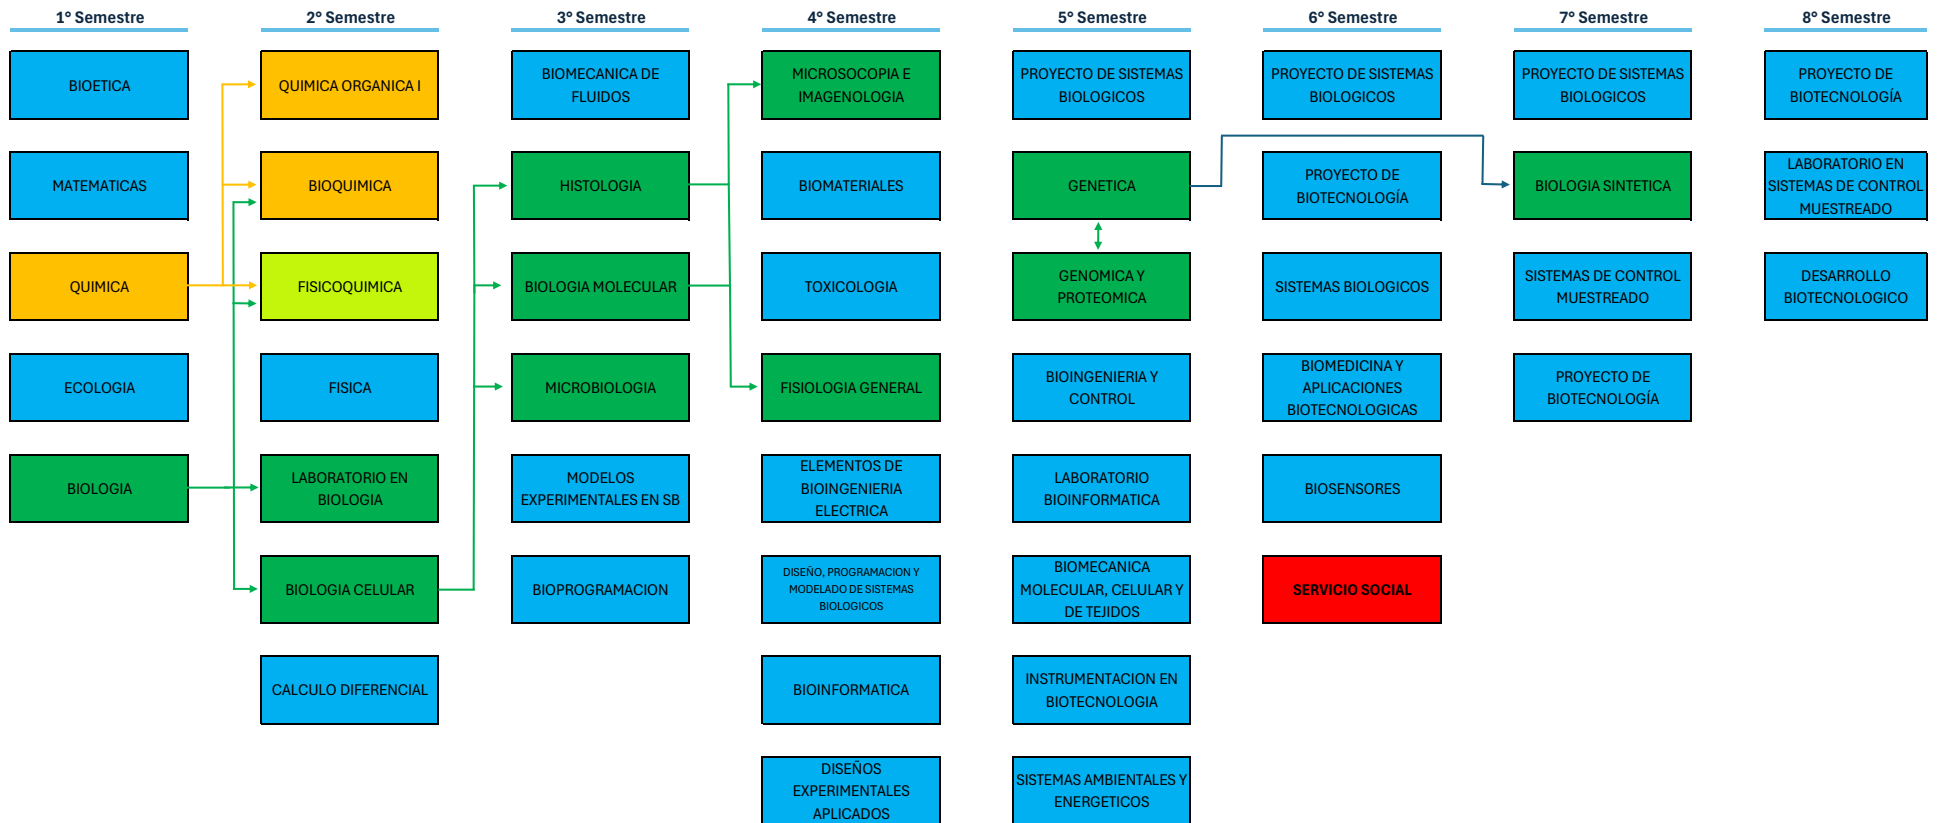 1° Semestre
2° Semestre
3° Semestre
4° Semestre
5° Semestre
6° Semestre
7° Semestre
8° Semestre
BIOETICA
MATEMATICAS
QUIMICA
ECOLOGIA
BIOLOGIA
QUIMICA ORGANICA I
BIOQUIMICA
FISICOQUIMICA
FISICA
LABORATORIO EN
BIOLOGIA
BIOLOGIA CELULAR
CALCULO DIFERENCIAL
BIOMECANICA DE
FLUIDOS
HISTOLOGIA
BIOLOGIA MOLECULAR
MICROBIOLOGIA
MODELOS
EXPERIMENTALES EN SB
BIOPROGRAMACION
MICROSOCOPIA E
IMAGENOLOGIA
BIOMATERIALES
TOXICOLOGIA
FISIOLOGIA GENERAL
ELEMENTOS DE
BIOINGENIERIA
ELECTRICA
DISEÑO, PROGRAMACION Y
MODELADO DE SISTEMAS
BIOLOGICOS
BIOINFORMATICA
DISEÑOS
EXPERIMENTALES
APLICADOS
PROYECTO DE SISTEMAS
BIOLOGICOS
GENETICA
GENOMICA Y
PROTEOMICA
BIOINGENIERIA Y
CONTROL
LABORATORIO
BIOINFORMATICA
BIOMECANICA
MOLECULAR, CELULAR Y
DE TEJIDOS
INSTRUMENTACION EN
BIOTECNOLOGIA
SISTEMAS AMBIENTALES Y
ENERGETICOS
PROYECTO DE SISTEMAS
BIOLOGICOS
PROYECTO DE
BIOTECNOLOGÍA
SISTEMAS BIOLOGICOS
BIOMEDICINA Y
APLICACIONES
BIOTECNOLOGICAS
BIOSENSORES
SERVICIO SOCIAL
PROYECTO DE SISTEMAS
BIOLOGICOS
BIOLOGIA SINTETICA
SISTEMAS DE CONTROL
MUESTREADO
PROYECTO DE
BIOTECNOLOGÍA
PROYECTO DE
BIOTECNOLOGÍA
LABORATORIO EN
SISTEMAS DE CONTROL
MUESTREADO
DESARROLLO
BIOTECNOLOGICO